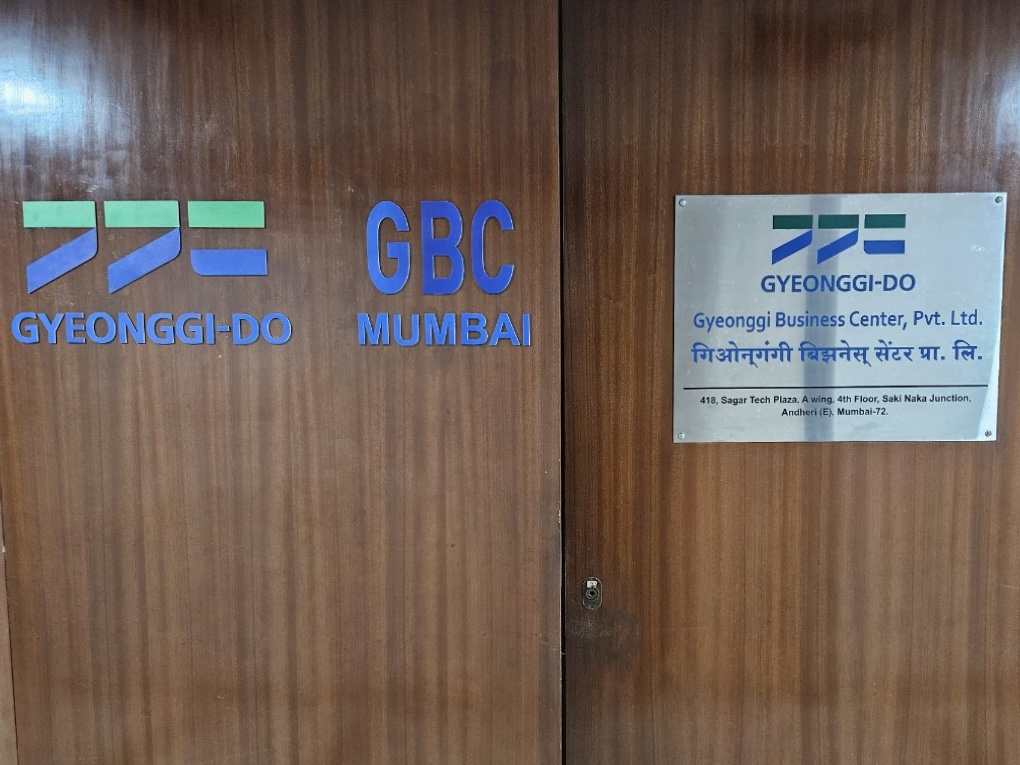 GYEONGGI-DO
GBC
MUMBAI
GYEONGGI-DO
Gyeonggi Business Center, Pvt. Ltd.
गिओन्‌गंगी बिझनेस् सेंटर प्रा. लि.
418, Sagar Tech Plaza, A wing, 4th Floor, Saki Naka Junction,
Andheri (E), Mumbai-72.